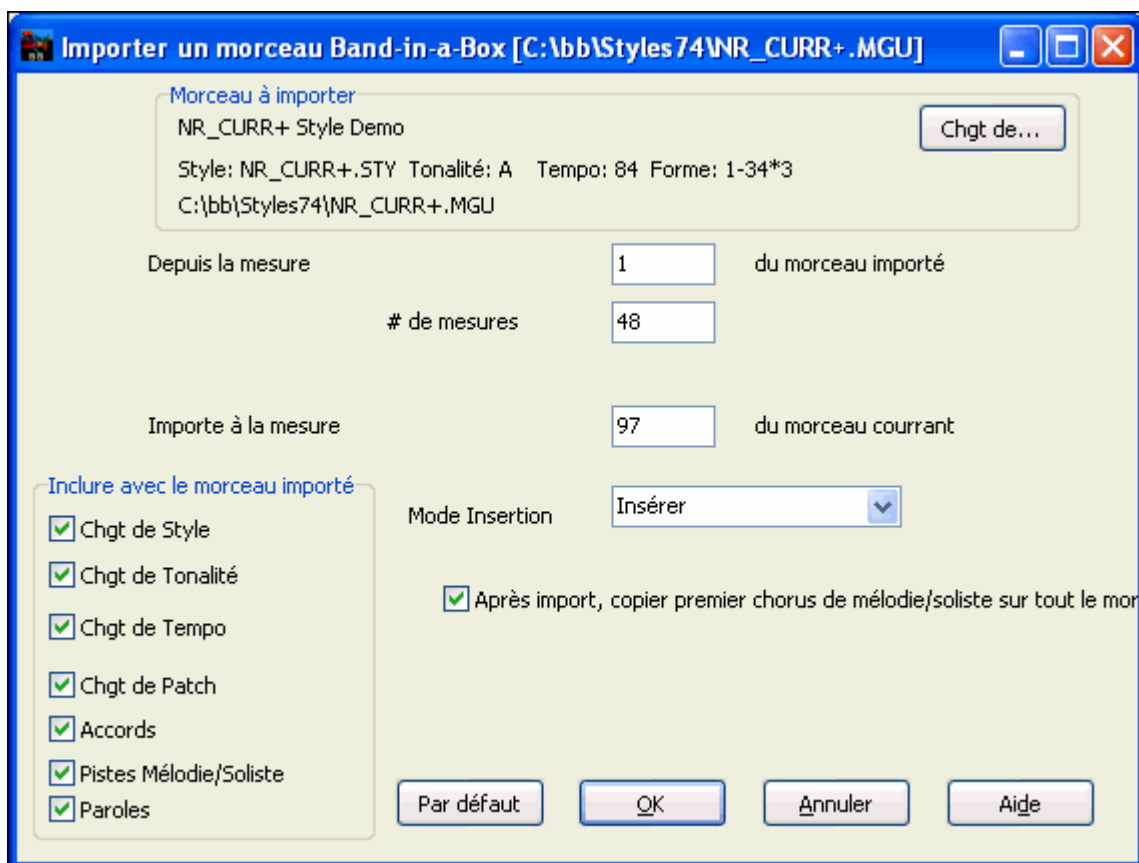 Importer un morceau Band-in-a-Box [C:\bb\Styles74\NR_CURR+.MGU]
Morceau à importer
NR_CURR+ Style Demo
Chgt de...
Style: NR_CURR+.STY Tonalité: A Tempo: 84 Forme: 1-34*3
C:\bb\Styles74\NR_CURR+.MGU
Depuis la mesure 1 du morceau importé
# de mesures 48
Importe à la mesure 97 du morceau courrant
Inclure avec le morceau importé
Mode Insertion Insérer
Chgt de Style
Chgt de Tonalité
Après import, copier premier chorus de mélodie/soliste sur tout le mor
Chgt de Tempo
Chgt de Patch
Accords
Pistes Mélodie/Soliste
Paroles
Par défaut OK Annuler Aide